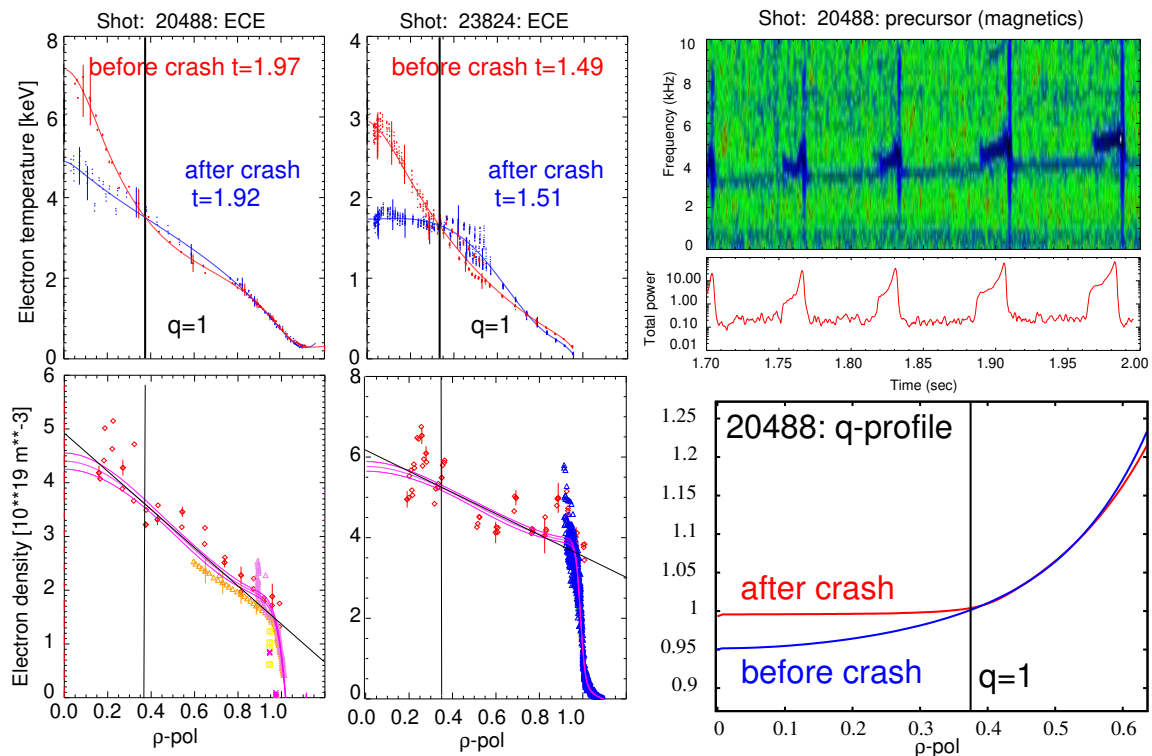 Shot: 20488: ECE
8
6
4
2
0
Electron temperature [keV]
before crash t=1.97
after crash
t=1.92
q=1
Shot: 23824: ECE
4
3
2
1
0
before crash t=1.49
after crash
t=1.51
q=1
Shot: 20488: precursor (magnetics)
10
8
6
4
2
0
Frequency (kHz)
10.00
1.00
0.10
0.01
Total power
1.70 1.75 1.80 1.85 1.90 1.95 2.00
Time (sec)
6
5
4
3
2
1
0
Electron density [10**19 m**-3]
0.0 0.2 0.4 0.6 0.8 1.0
ρ-pol
8
6
4
2
0
0.0 0.2 0.4 0.6 0.8 1.0
ρ-pol
20488: q-profile
1.25
1.2
1.15
1.1
1.05
1
0.95
0.9
after crash
before crash
q=1
0 0.1 0.2 0.3 0.4 0.5 0.6
ρ-pol